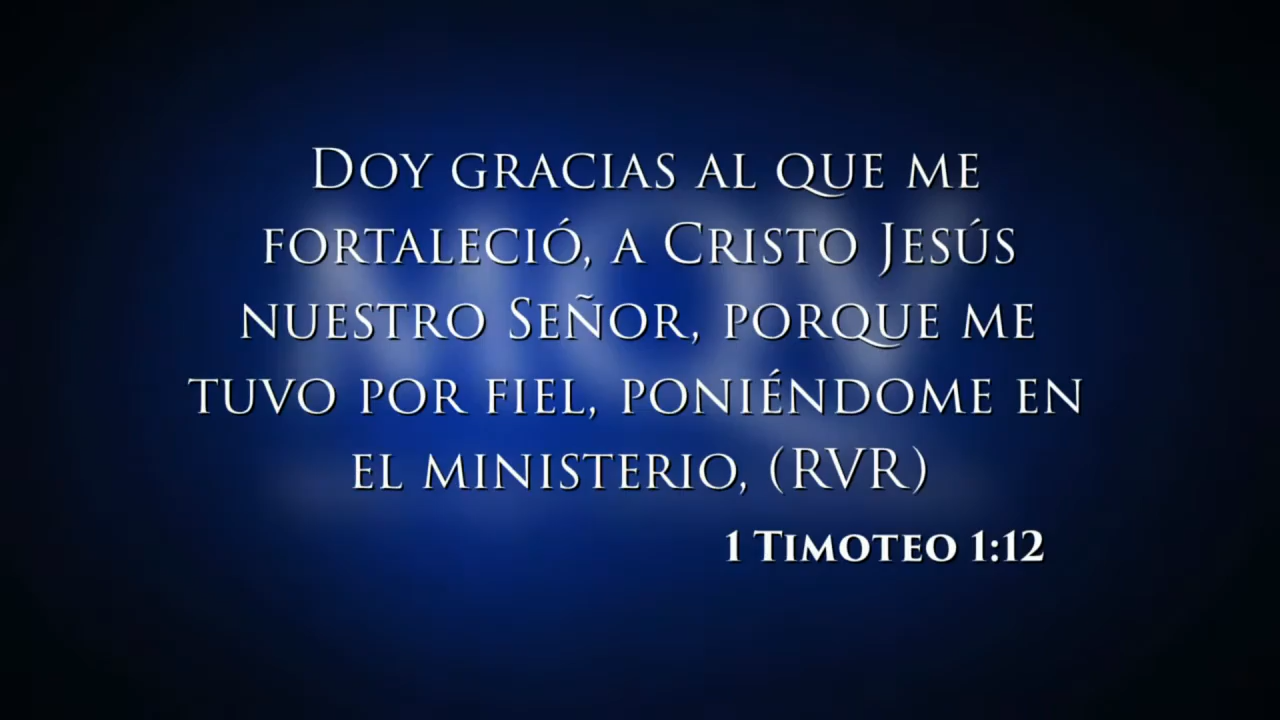 Doy gracias al que me
fortaleció, a Cristo Jesús
nuestro Señor, porque me
tuvo por fiel, poniéndome en
el ministerio, (RVR)
1 Timoteo 1:12